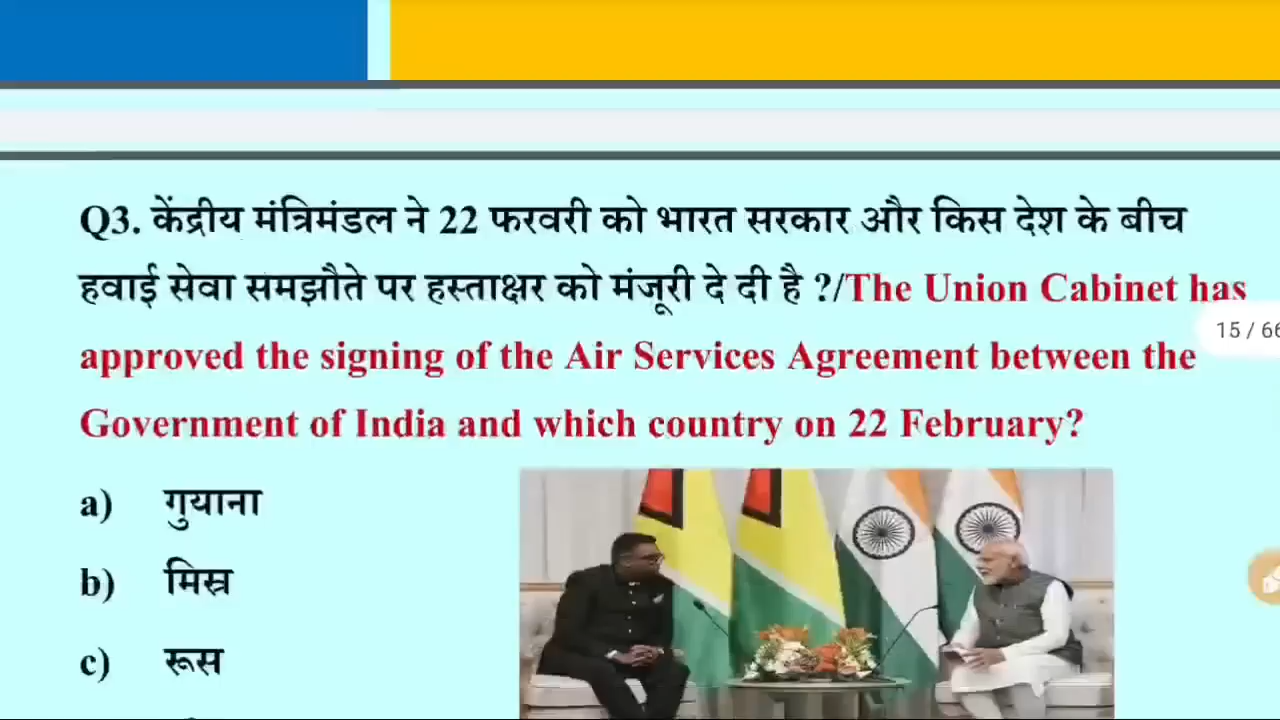 Q3. केंद्रीय मंत्रिमंडल ने 22 फरवरी को भारत सरकार और किस देश के बीच
हवाई सेवा समझौते पर हस्ताक्षर को मंजूरी दे दी है ?/The Union Cabinet has
15 / 66
approved the signing of the Air Services Agreement between the
Government of India and which country on 22 February?
a) गुयाना
b) मिस्र
c) रूस